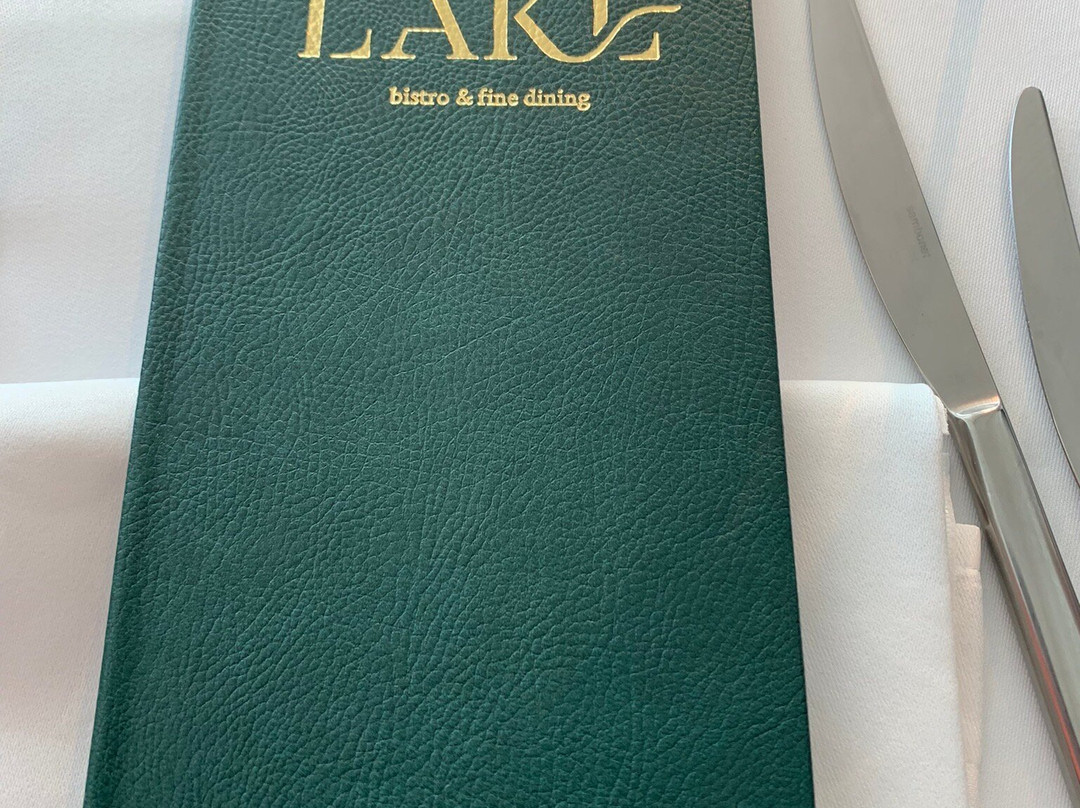 LAKE
bistro & fine dining